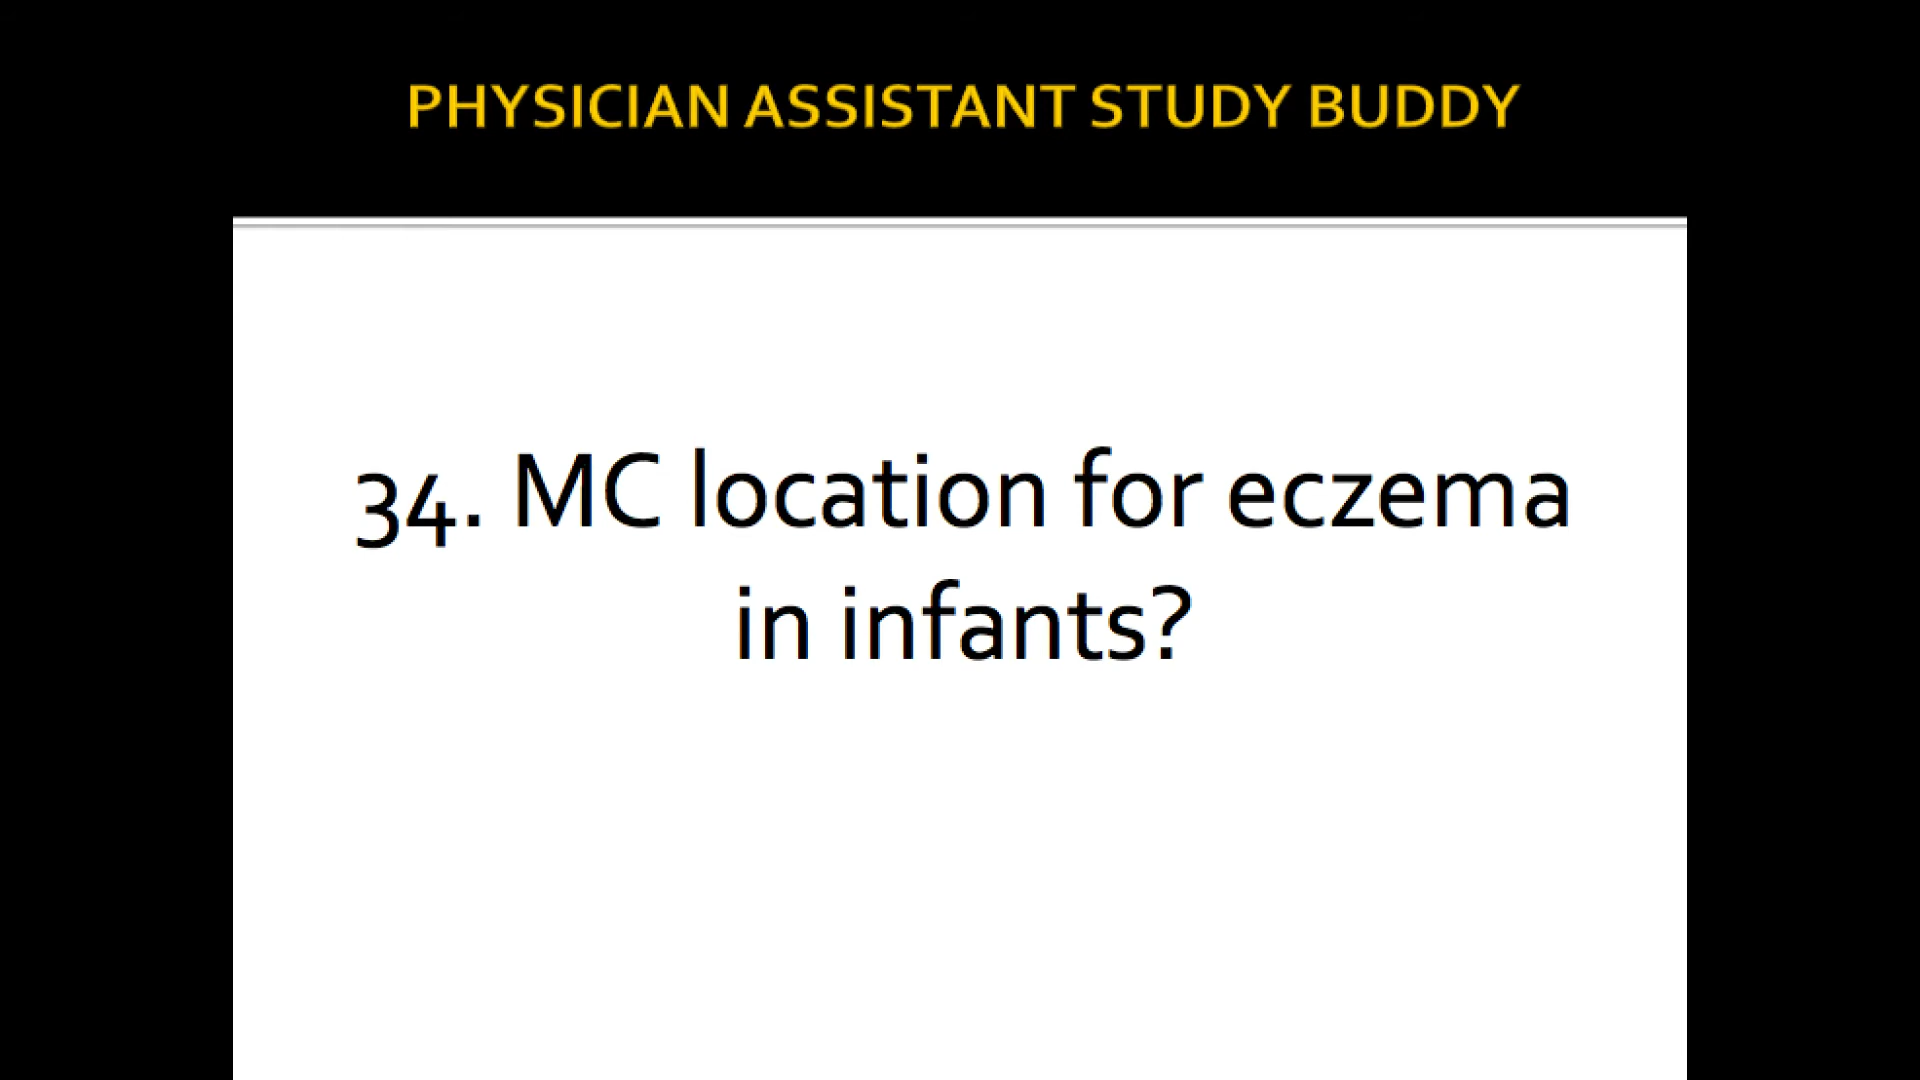 PHYSICIAN ASSISTANT STUDY BUDDY
34. MC location for eczema
in infants?